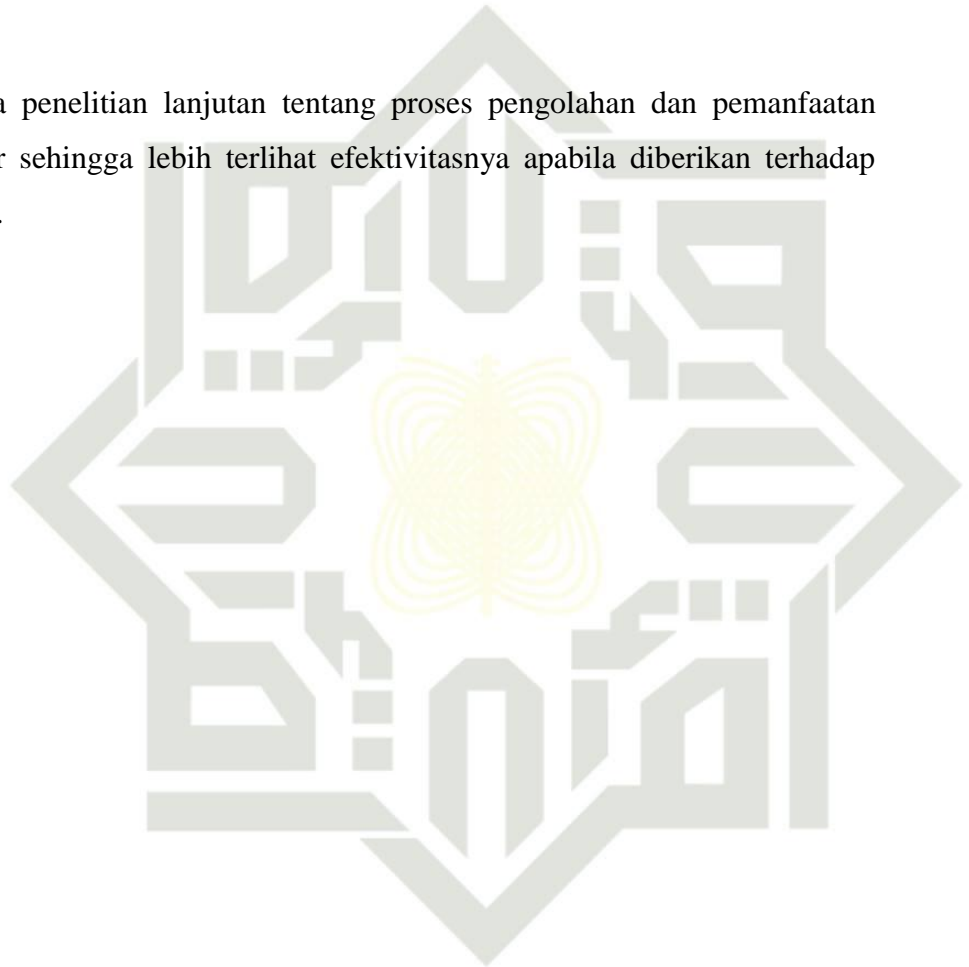 penelitian lanjutan tentang proses pengolahan dan pemanfaatan
sehingga lebih terlihat efektivitasnya apabila diberikan terhadap